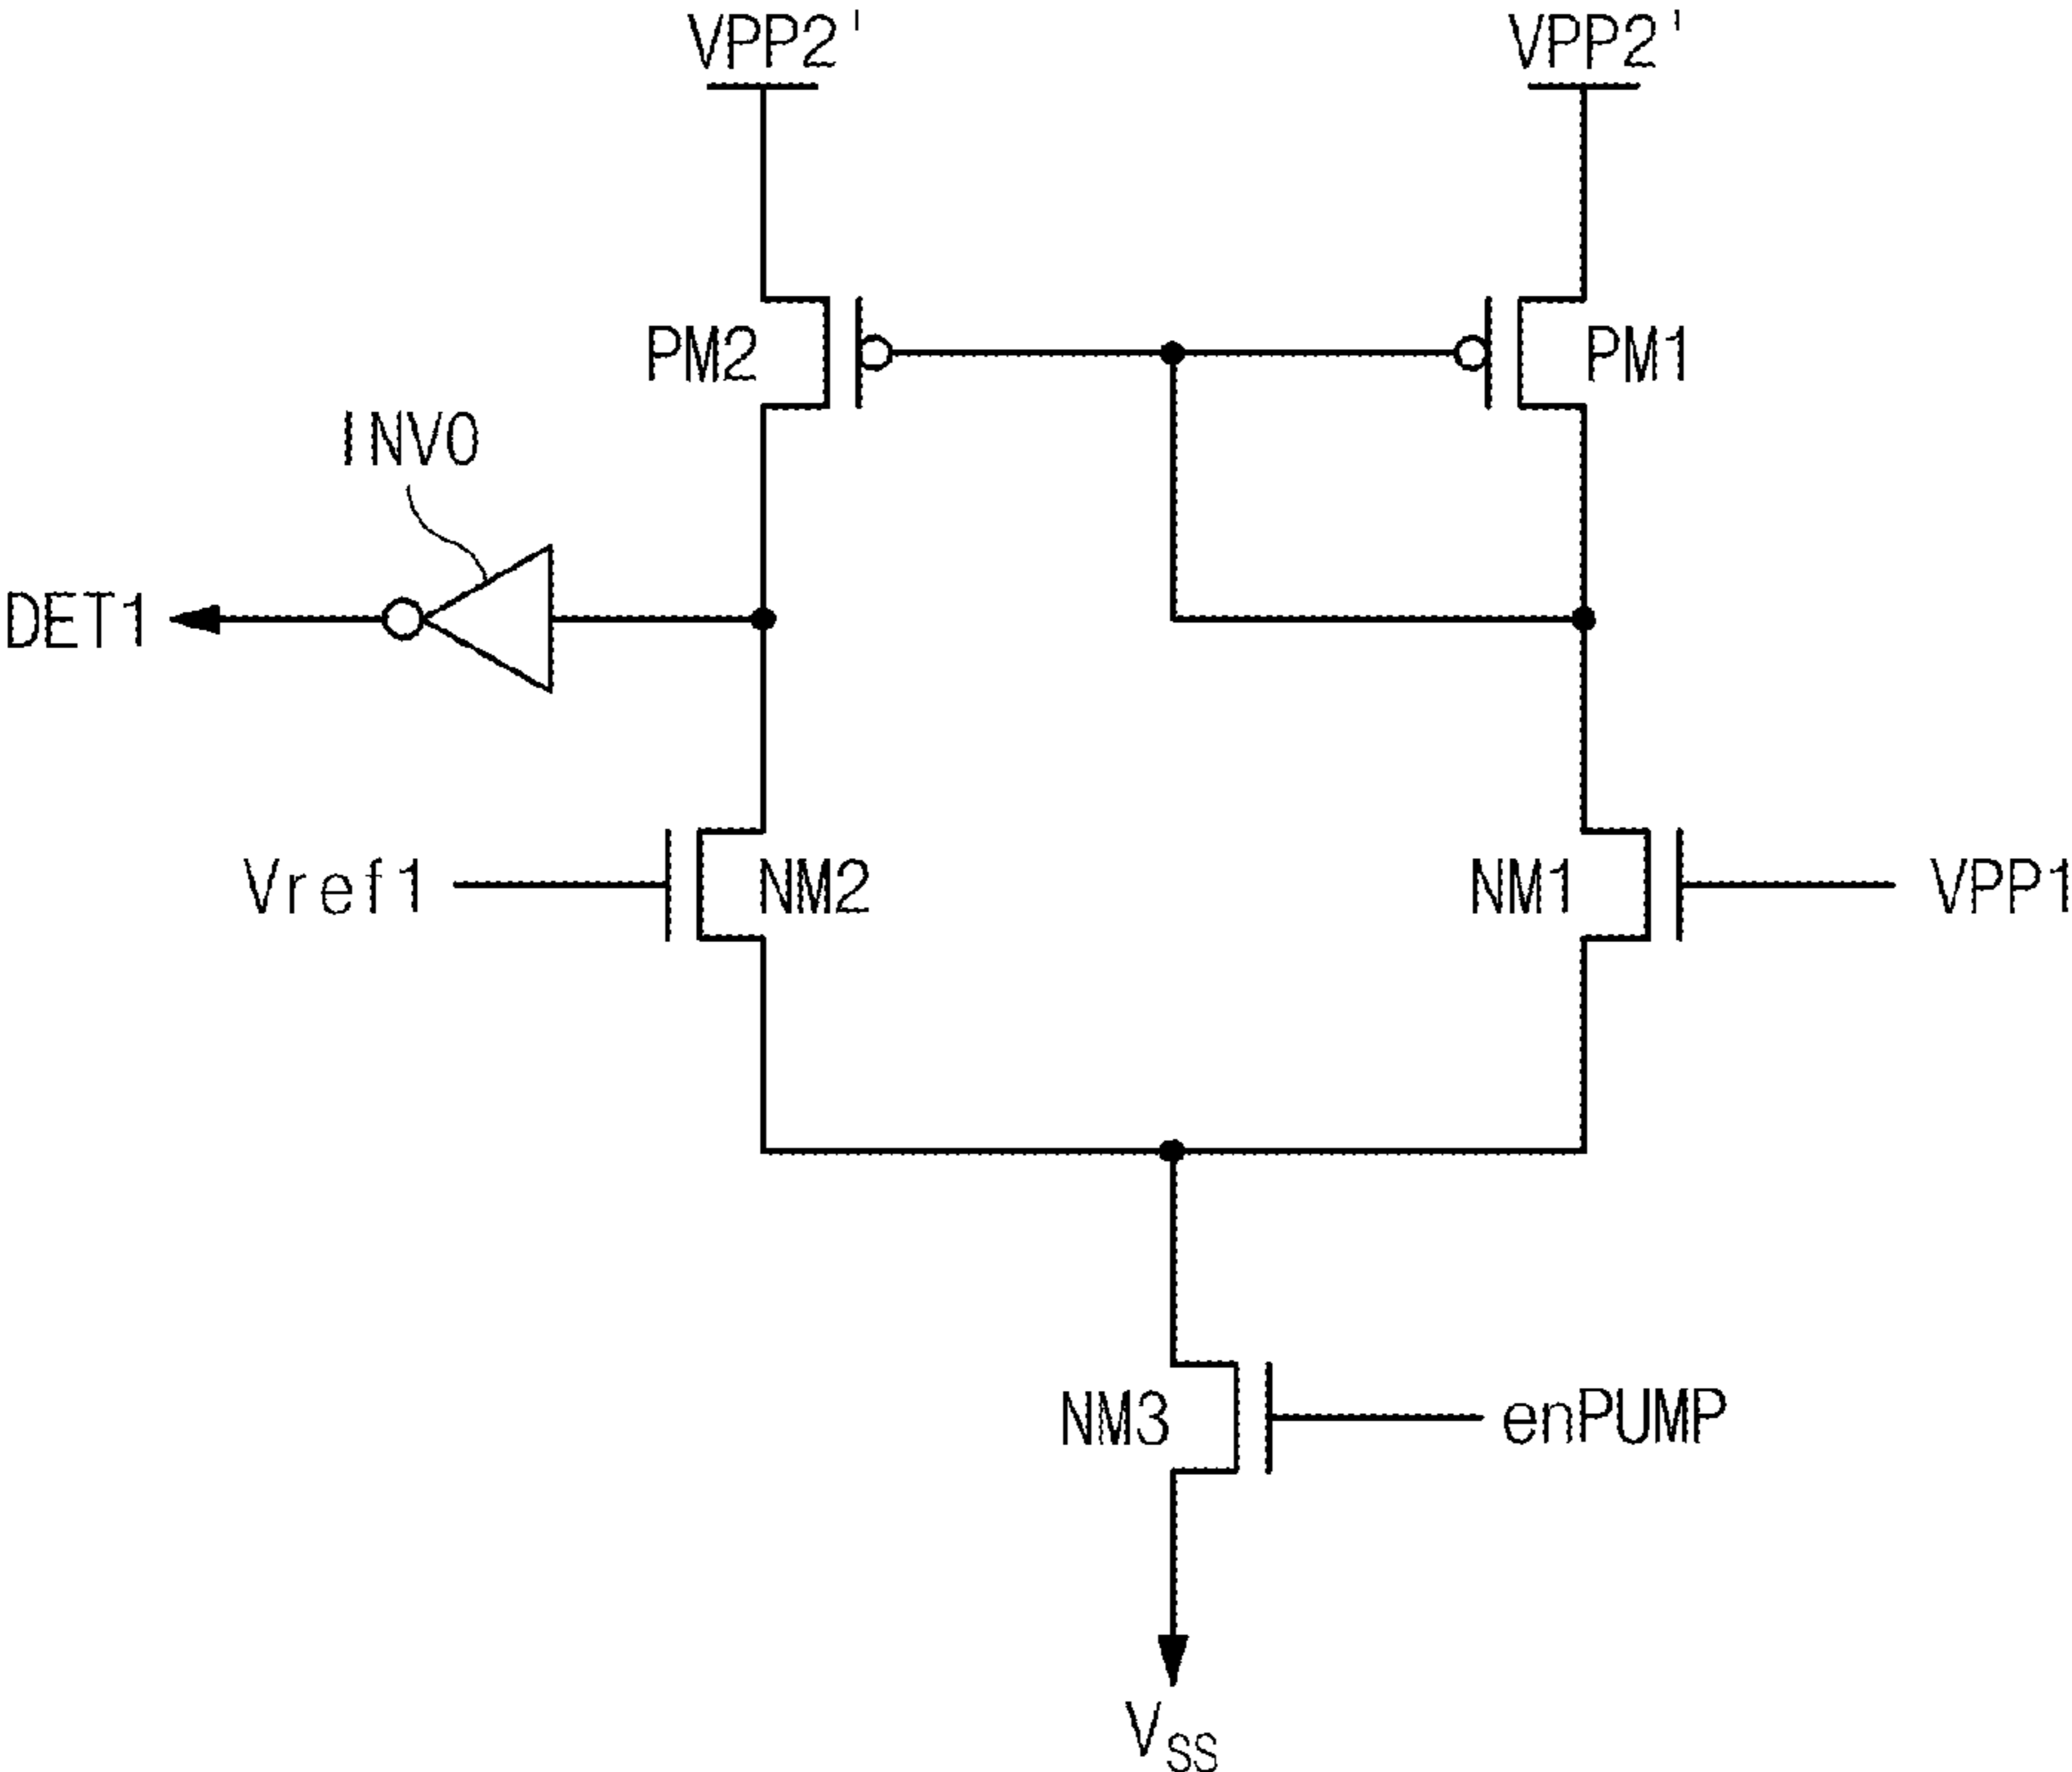 VPP2'
VPP2'
PM2
PM1
INV0
DET1
Vref1
NM2
NM1
VPP1
NM3
enPUMP
VSS